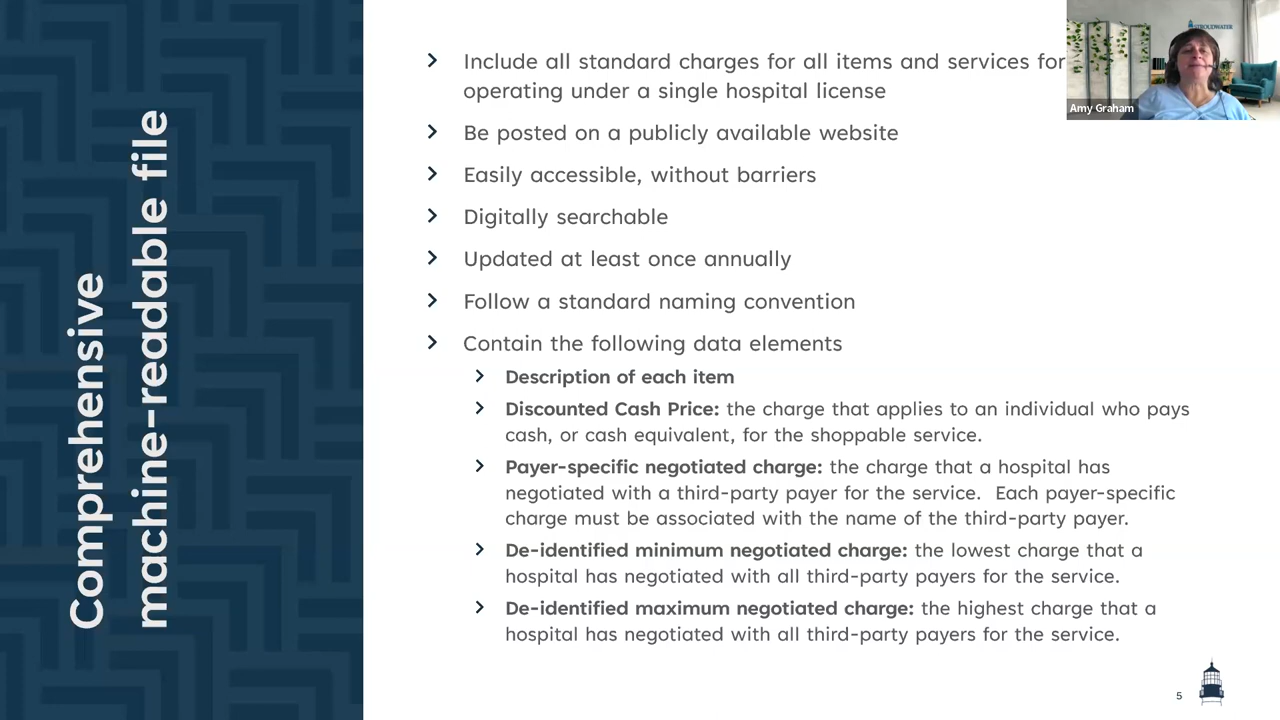 Comprehensive
machine-readable file
Include all standard charges for all items and services for
operating under a single hospital license
Be posted on a publicly available website
Easily accessible, without barriers
Digitally searchable
Updated at least once annually
Follow a standard naming convention
Contain the following data elements
Description of each item
Discounted Cash Price: the charge that applies to an individual who pays
cash, or cash equivalent, for the shoppable service.
Payer-specific negotiated charge: the charge that a hospital has
negotiated with a third-party payer for the service. Each payer-specific
charge must be associated with the name of the third-party payer.
De-identified minimum negotiated charge: the lowest charge that a
hospital has negotiated with all third-party payers for the service.
De-identified maximum negotiated charge: the highest charge that a
hospital has negotiated with all third-party payers for the service.
STROUDWATER
Amy Graham
5